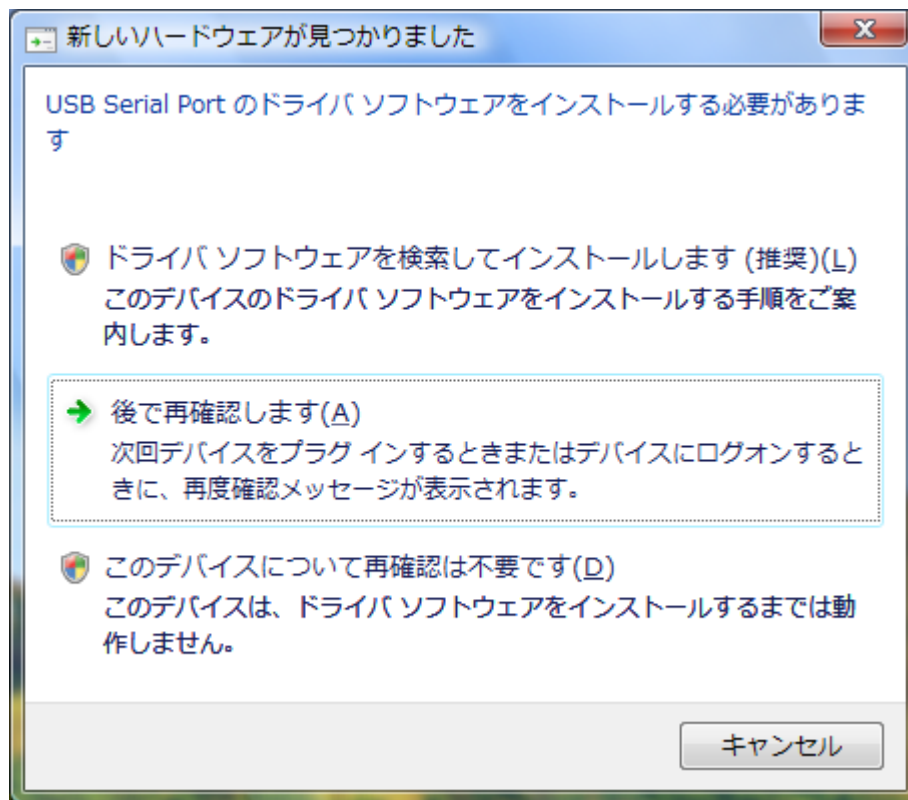 新しいハードウェアが見つかりました
USB Serial Port のドライバ ソフトウェアをインストールする必要がありま
す
ドライバ ソフトウェアを検索してインストールします (推奨)(L)
このデバイスのドライバ ソフトウェアをインストールする手順をご案
内します。
後で再確認します(A)
次回デバイスをプラグ インするときまたはデバイスにログオンすると
きに、再度確認メッセージが表示されます。
このデバイスについて再確認は不要です(D)
このデバイスは、ドライバ ソフトウェアをインストールするまでは動
作しません。
キャンセル